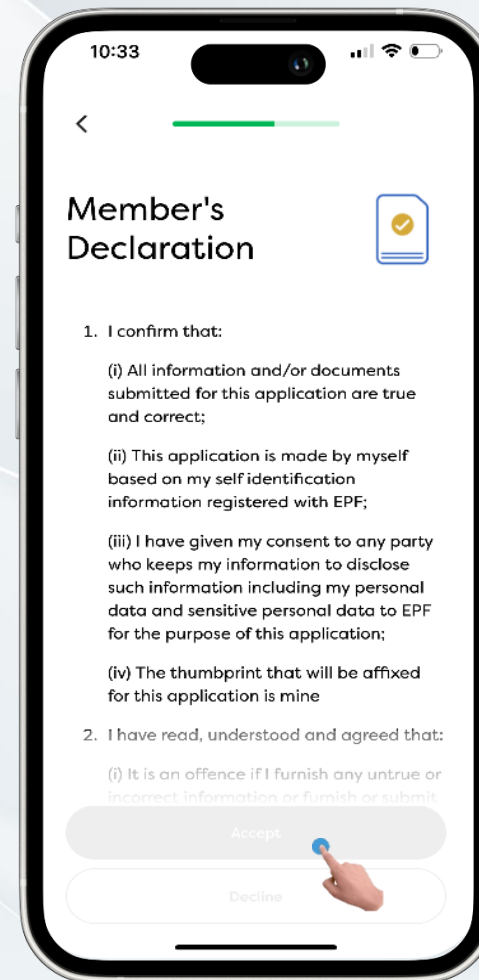 10:33
Member's
Declaration
1. I confirm that:
(i) All information and/or documents
submitted for this application are true
and correct;
(ii) This application is made by myself
based on my self identification
information registered with EPF;
(iii) I have given my consent to any party
who keeps my information to disclose
such information including my personal
data and sensitive personal data to EPF
for the purpose of this application;
(iv) The thumbprint that will be affixed
for this application is mine
2. I have read, understood and agreed that:
(i) It is an offence if I furnish any untrue or
incorrect information or furnish or submit
Accept
Decline